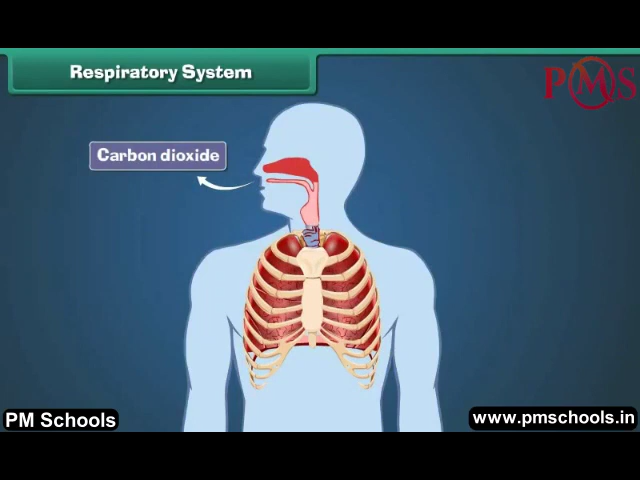 Respiratory System
PMS
Carbon dioxide
PM Schools
www.pmschools.in